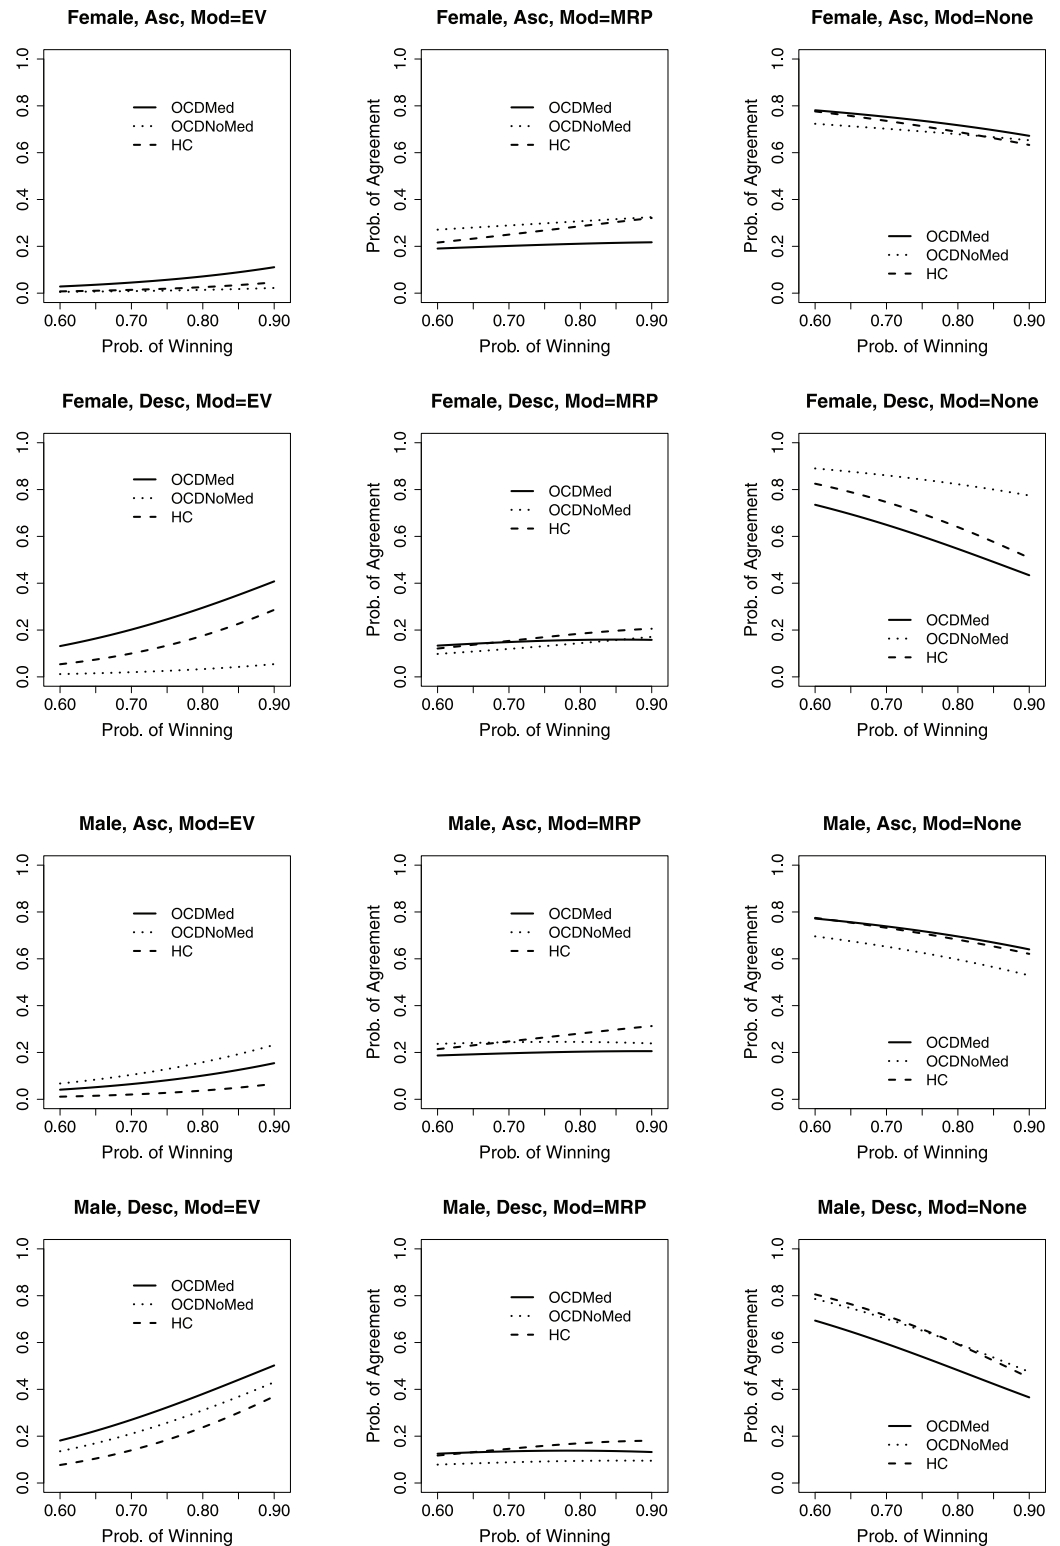 Female, Asc, Mod=EV
1.0
0.8
0.6
0.4
0.2
0.0
OCDMed
OCDNoMed
HC
0.60 0.70 0.80 0.90
Prob. of Winning
Female, Asc, Mod=MRP
Prob. of Agreement
1.0
0.8
0.6
0.4
0.2
0.0
OCDMed
OCDNoMed
HC
0.60 0.70 0.80 0.90
Prob. of Winning
Female, Asc, Mod=None
Prob. of Agreement
1.0
0.8
0.6
0.4
0.2
0.0
OCDMed
OCDNoMed
HC
0.60 0.70 0.80 0.90
Prob. of Winning
Female, Desc, Mod=EV
1.0
0.8
0.6
0.4
0.2
0.0
OCDMed
OCDNoMed
HC
0.60 0.70 0.80 0.90
Prob. of Winning
Female, Desc, Mod=MRP
Prob. of Agreement
1.0
0.8
0.6
0.4
0.2
0.0
OCDMed
OCDNoMed
HC
0.60 0.70 0.80 0.90
Prob. of Winning
Female, Desc, Mod=None
Prob. of Agreement
1.0
0.8
0.6
0.4
0.2
0.0
OCDMed
OCDNoMed
HC
0.60 0.70 0.80 0.90
Prob. of Winning
Male, Asc, Mod=EV
1.0
0.8
0.6
0.4
0.2
0.0
OCDMed
OCDNoMed
HC
0.60 0.70 0.80 0.90
Prob. of Winning
Male, Asc, Mod=MRP
Prob. of Agreement
1.0
0.8
0.6
0.4
0.2
0.0
OCDMed
OCDNoMed
HC
0.60 0.70 0.80 0.90
Prob. of Winning
Male, Asc, Mod=None
Prob. of Agreement
1.0
0.8
0.6
0.4
0.2
0.0
OCDMed
OCDNoMed
HC
0.60 0.70 0.80 0.90
Prob. of Winning
Male, Desc, Mod=EV
1.0
0.8
0.6
0.4
0.2
0.0
OCDMed
OCDNoMed
HC
0.60 0.70 0.80 0.90
Prob. of Winning
Male, Desc, Mod=MRP
Prob. of Agreement
1.0
0.8
0.6
0.4
0.2
0.0
OCDMed
OCDNoMed
HC
0.60 0.70 0.80 0.90
Prob. of Winning
Male, Desc, Mod=None
Prob. of Agreement
1.0
0.8
0.6
0.4
0.2
0.0
OCDMed
OCDNoMed
HC
0.60 0.70 0.80 0.90
Prob. of Winning